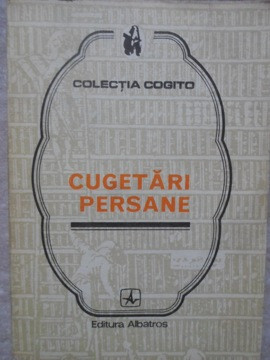 COLECȚIA COGITO
CUGETĂRI
PERSANE
Editura Albatros